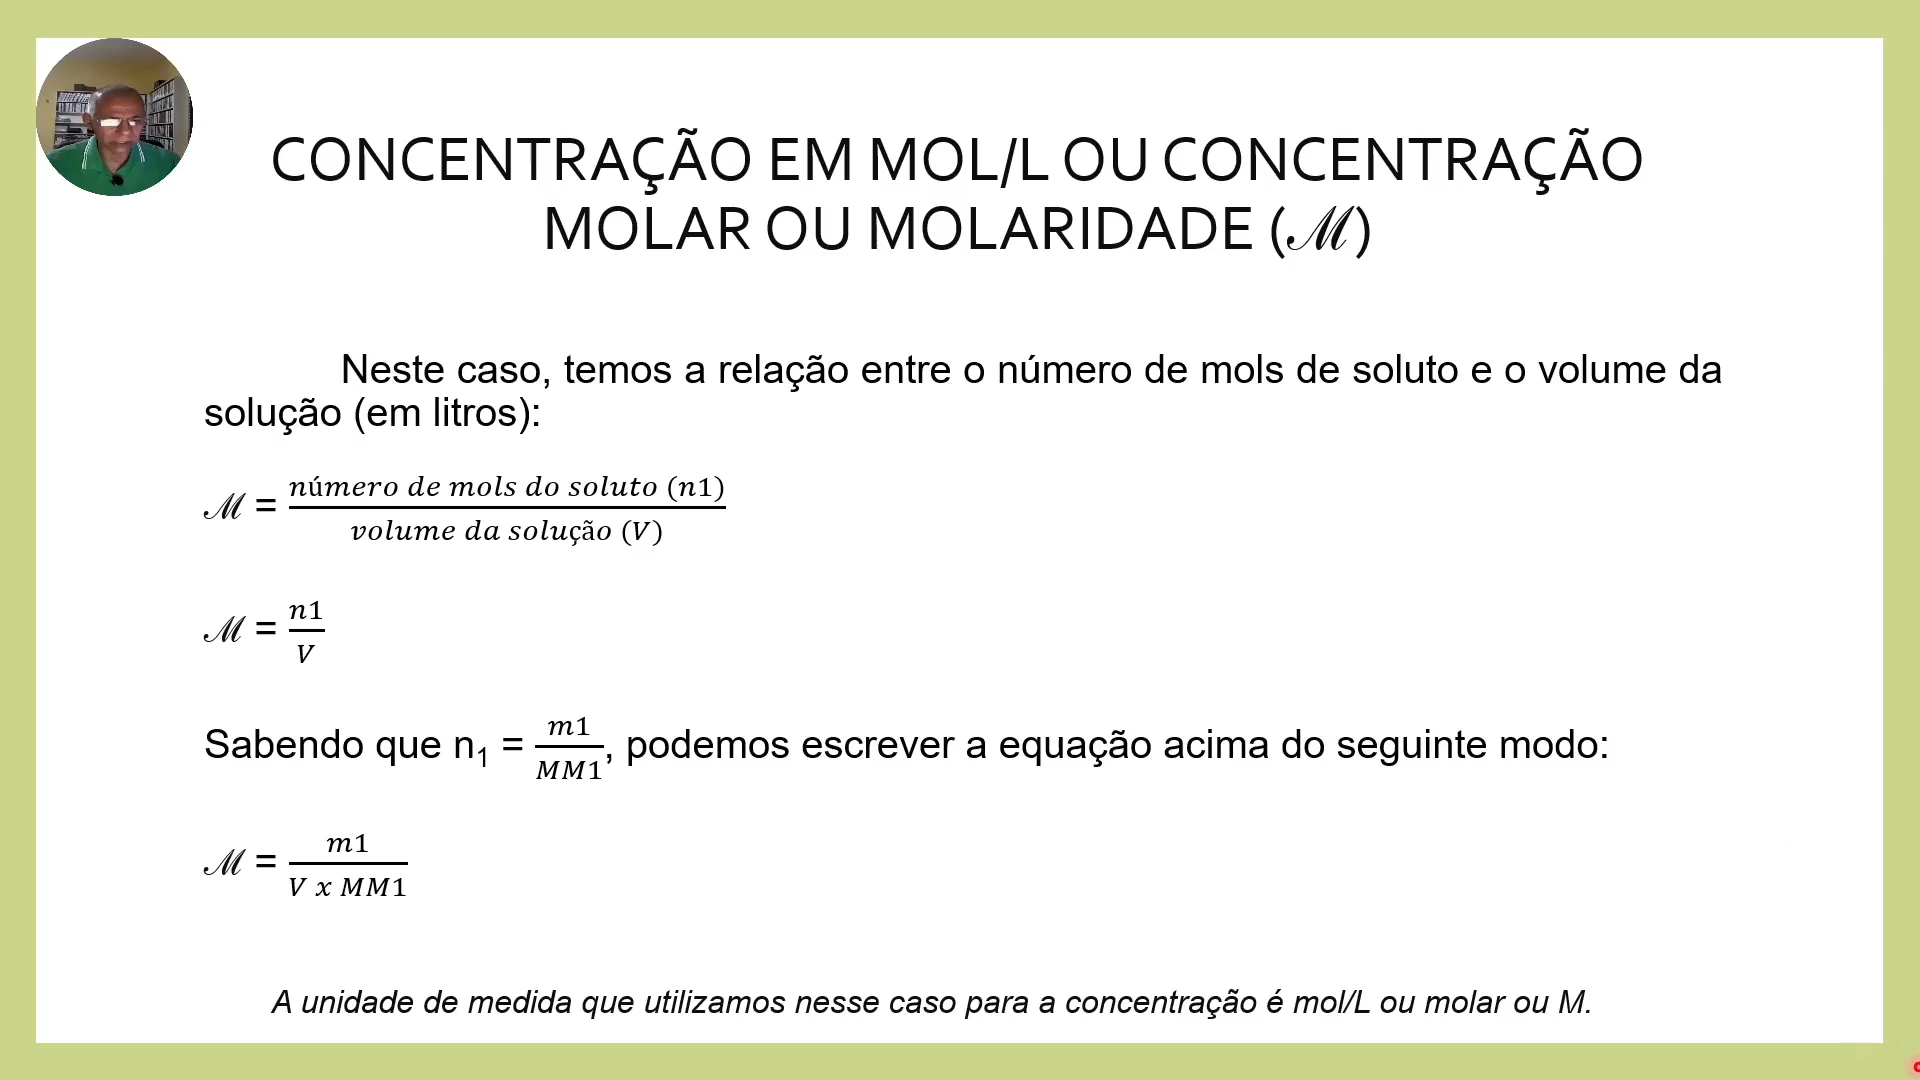 CONCENTRAÇÃO EM MOL/L OU CONCENTRAÇÃO
MOLAR OU MOLARIDADE (ℳ)
Neste caso, temos a relação entre o número de mols de soluto e o volume da
solução (em litros):
ℳ = número de mols do soluto (n1) / volume da solução (V)
ℳ = n1 / V
Sabendo que n₁ = m1 / MM1, podemos escrever a equação acima do seguinte modo:
ℳ = m1 / V x MM1
A unidade de medida que utilizamos nesse caso para a concentração é mol/L ou molar ou M.